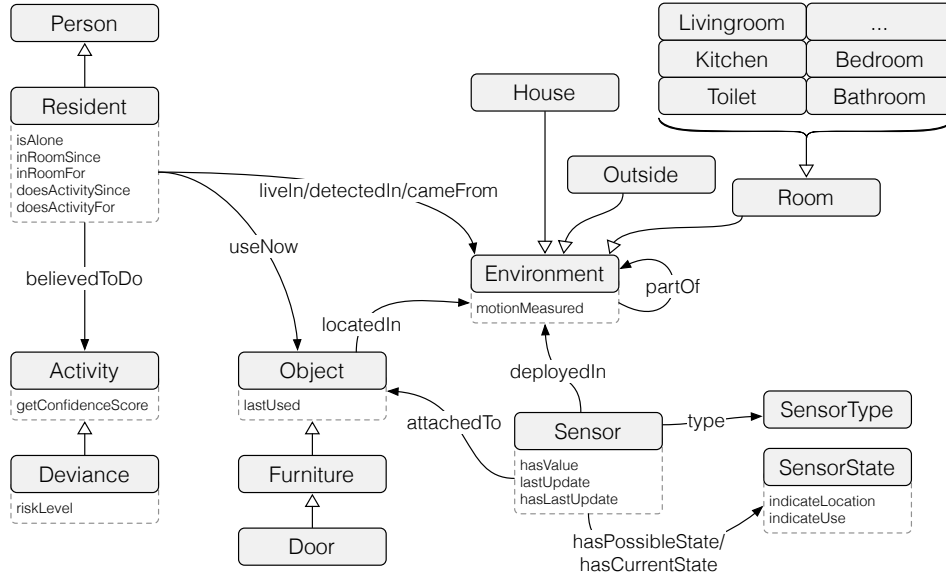 Person
Resident
isAlone
inRoomSince
inRoomFor
doesActivitySince
doesActivityFor
believedToDo
Activity
getConfidenceScore
Deviance
riskLevel
useNow
liveIn/detectedIn/cameFrom
locatedIn
Object
lastUsed
Furniture
Door
attachedTo
House
Outside
Livingroom
...
Kitchen
Bedroom
Toilet
Bathroom
Room
Environment
motionMeasured
partOf
deployedIn
Sensor
hasValue
lastUpdate
hasLastUpdate
type
SensorType
SensorState
indicateLocation
indicateUse
hasPossibleState/
hasCurrentState